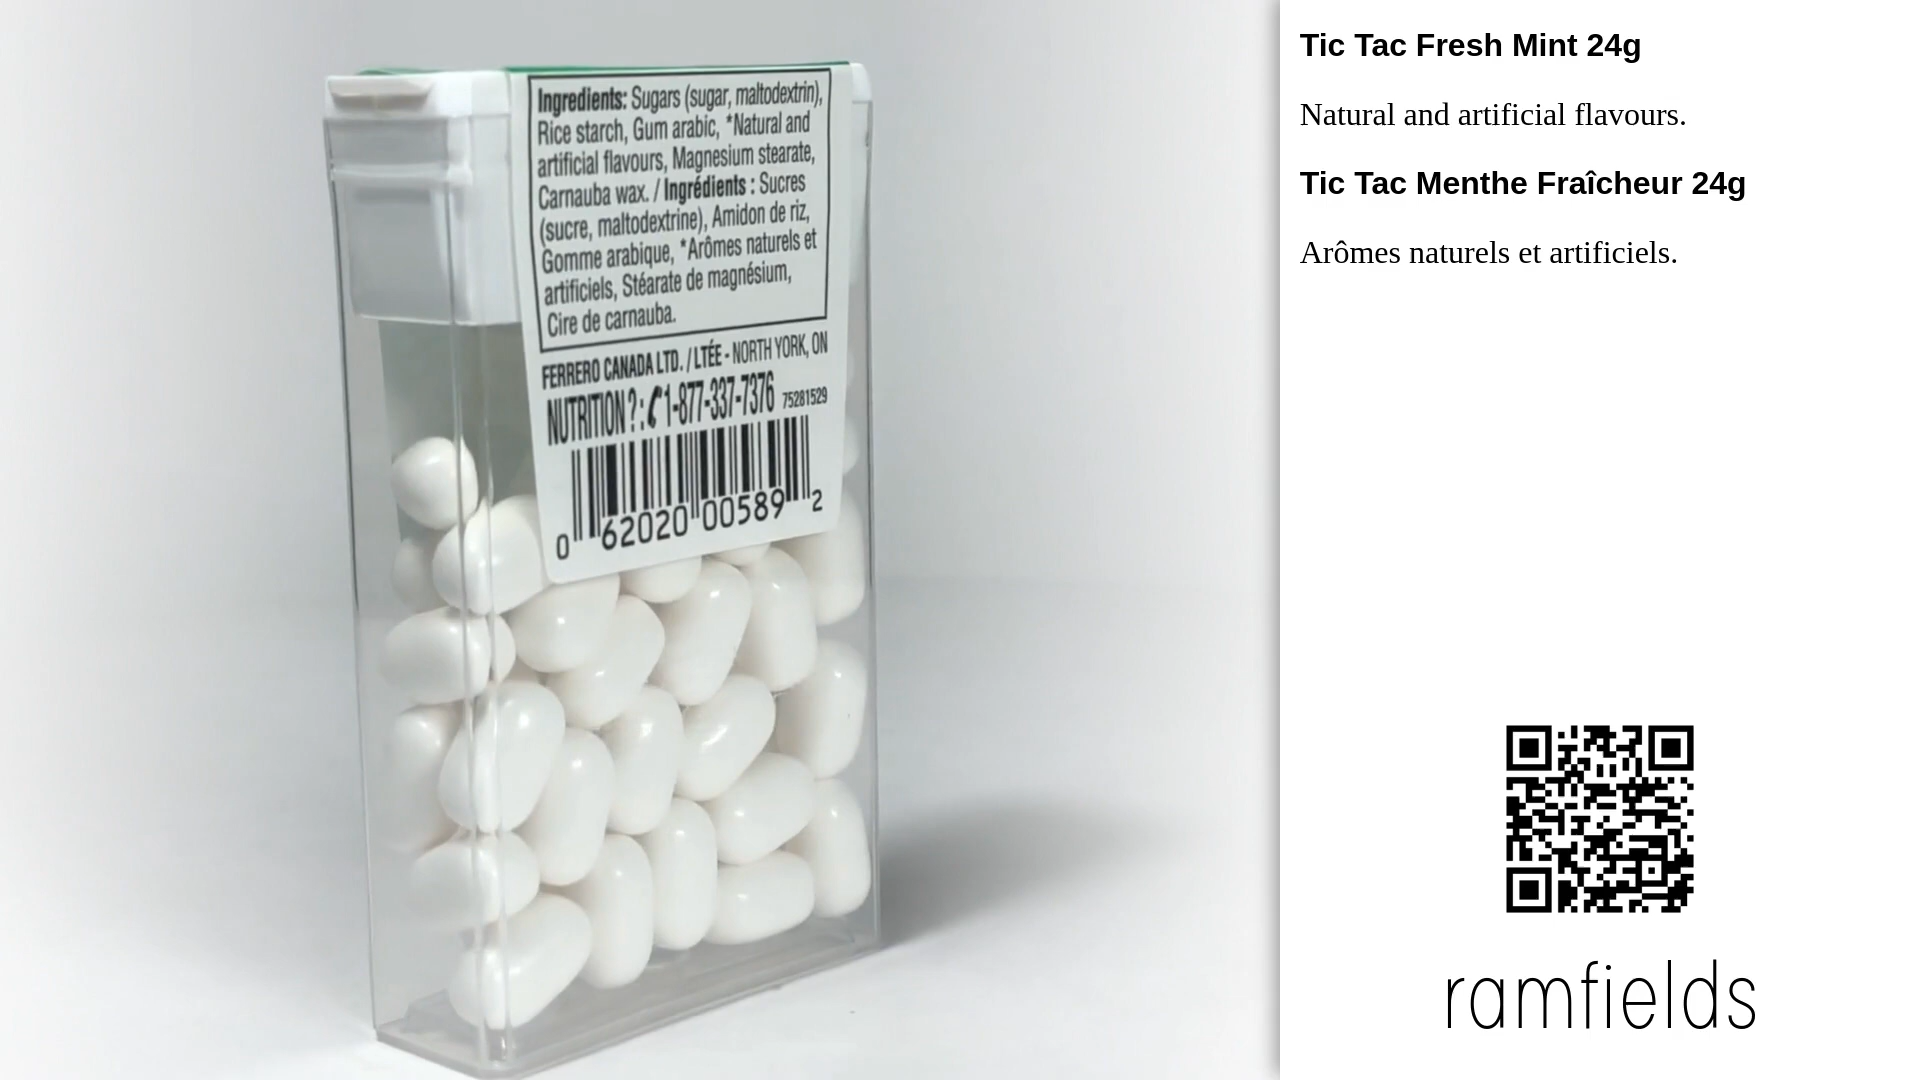 Ingredients: Sugars (sugar, maltodextrin),
Rice starch, Gum arabic, *Natural and
artificial flavours, Magnesium stearate,
Carnauba wax. / Ingrédients : Sucres
(sucre, maltodextrine), Amidon de riz,
Gomme arabique, *Arômes naturels et
artificiels, Stéarate de magnésium,
Cire de carnauba.
FERRERO CANADA LTD. / LTÉE - NORTH YORK, ON
NUTRITION ? : 1-877-337-7376 75281529
0 62020 00589 2
Tic Tac Fresh Mint 24g
Natural and artificial flavours.
Tic Tac Menthe Fraîcheur 24g
Arômes naturels et artificiels.
ramfields